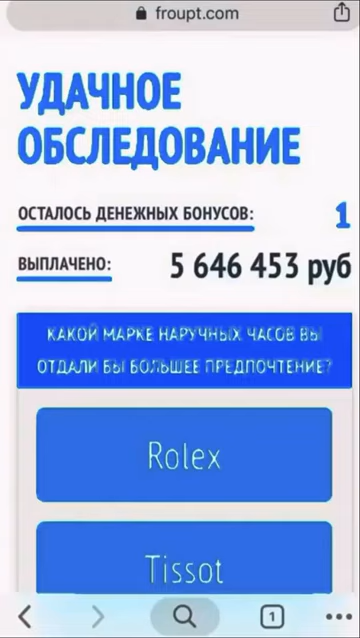 froupt.com
УДАЧНОЕ
ОБСЛЕДОВАНИЕ
ОСТАЛОСЬ ДЕНЕЖНЫХ БОНУСОВ: 1
ВЫПЛАЧЕНО: 5 646 453 руб
КАКОЙ МАРКЕ НАРУЧНЫХ ЧАСОВ ВЫ
ОТДАЛИ БЫ БОЛЬШЕЕ ПРЕДПОЧТЕНИЕ?
Rolex
Tissot
1